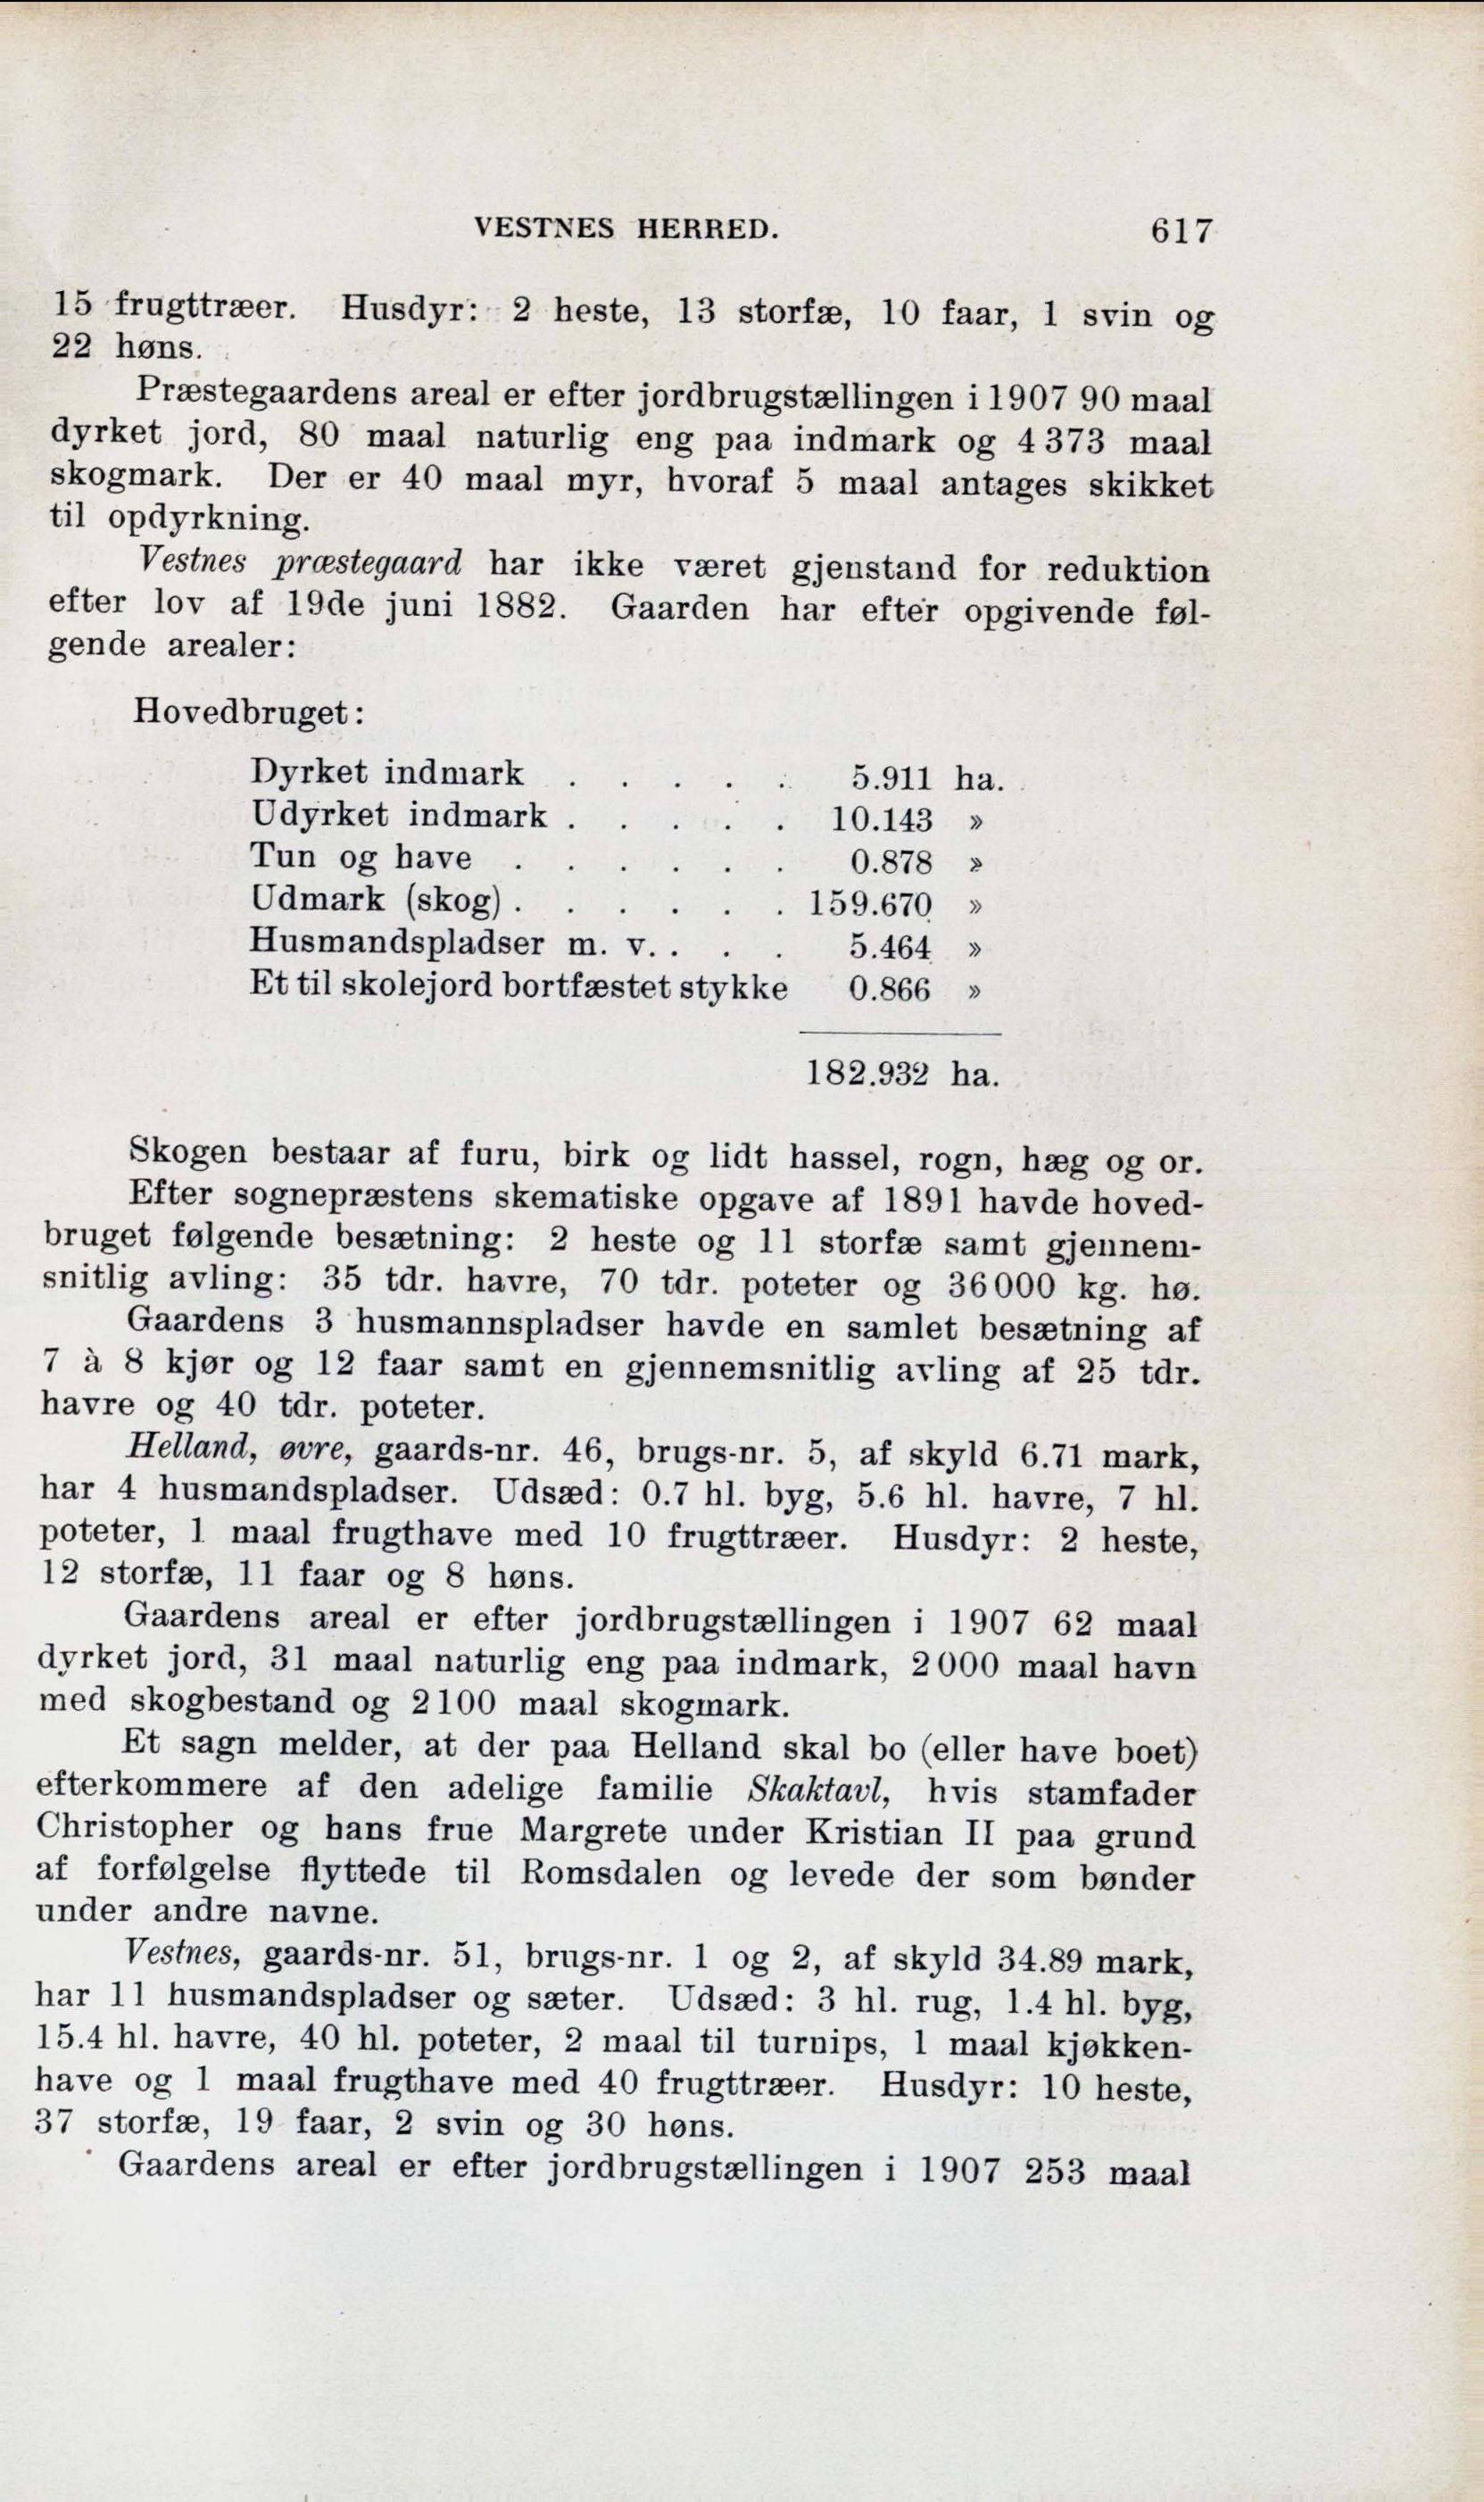 VESTNES HERRED. 617
15 frugttræer. Husdyr: 2 heste, 13 storfæ, 10 faar, 1 svin og
22 høns.
Præstegaardens areal er efter jordbrugstællingen i 1907 90 maal
dyrket jord, 80 maal naturlig eng paa indmark og 4 373 maal
skogmark. Der er 40 maal myr, hvoraf 5 maal antages skikket
til opdyrkning.
Vestnes præstegaard har ikke været gjenstand for reduktion
efter lov af 19de juni 1882. Gaarden har efter opgivende føl-
gende arealer:
Hovedbruget:
Dyrket indmark . . . . . 5.911 ha.
Udyrket indmark . . . . . 10.143 »
Tun og have . . . . . . 0.878 »
Udmark (skog) . . . . . . 159.670 »
Husmandspladser m. v. . . . 5.464 »
Et til skolejord bortfæstet stykke 0.866 »
182.932 ha.
Skogen bestaar af furu, birk og lidt hassel, rogn, hæg og or.
Efter sognepræstens skematiske opgave af 1891 havde hoved-
bruget følgende besætning: 2 heste og 11 storfæ samt gjennem-
snitlig avling: 35 tdr. havre, 70 tdr. poteter og 36 000 kg. hø.
Gaardens 3 husmannspladser havde en samlet besætning af
7 à 8 kjør og 12 faar samt en gjennemsnitlig avling af 25 tdr.
havre og 40 tdr. poteter.
Helland, øvre, gaards-nr. 46, brugs-nr. 5, af skyld 6.71 mark,
har 4 husmandspladser. Udsæd: 0.7 hl. byg, 5.6 hl. havre, 7 hl.
poteter, 1 maal frugthave med 10 frugttræer. Husdyr: 2 heste,
12 storfæ, 11 faar og 8 høns.
Gaardens areal er efter jordbrugstællingen i 1907 62 maal
dyrket jord, 31 maal naturlig eng paa indmark, 2 000 maal havn
med skogbestand og 2 100 maal skogmark.
Et sagn melder, at der paa Helland skal bo (eller have boet)
efterkommere af den adelige familie Skaktavl, hvis stamfader
Christopher og hans frue Margrete under Kristian II paa grund
af forfølgelse flyttede til Romsdalen og levede der som bønder
under andre navne.
Vestnes, gaards-nr. 51, brugs-nr. 1 og 2, af skyld 34.89 mark,
har 11 husmandspladser og sæter. Udsæd: 3 hl. rug, 1.4 hl. byg,
15.4 hl. havre, 40 hl. poteter, 2 maal til turnips, 1 maal kjøkken-
have og 1 maal frugthave med 40 frugttræer. Husdyr: 10 heste,
37 storfæ, 19 faar, 2 svin og 30 høns.
Gaardens areal er efter jordbrugstællingen i 1907 253 maal